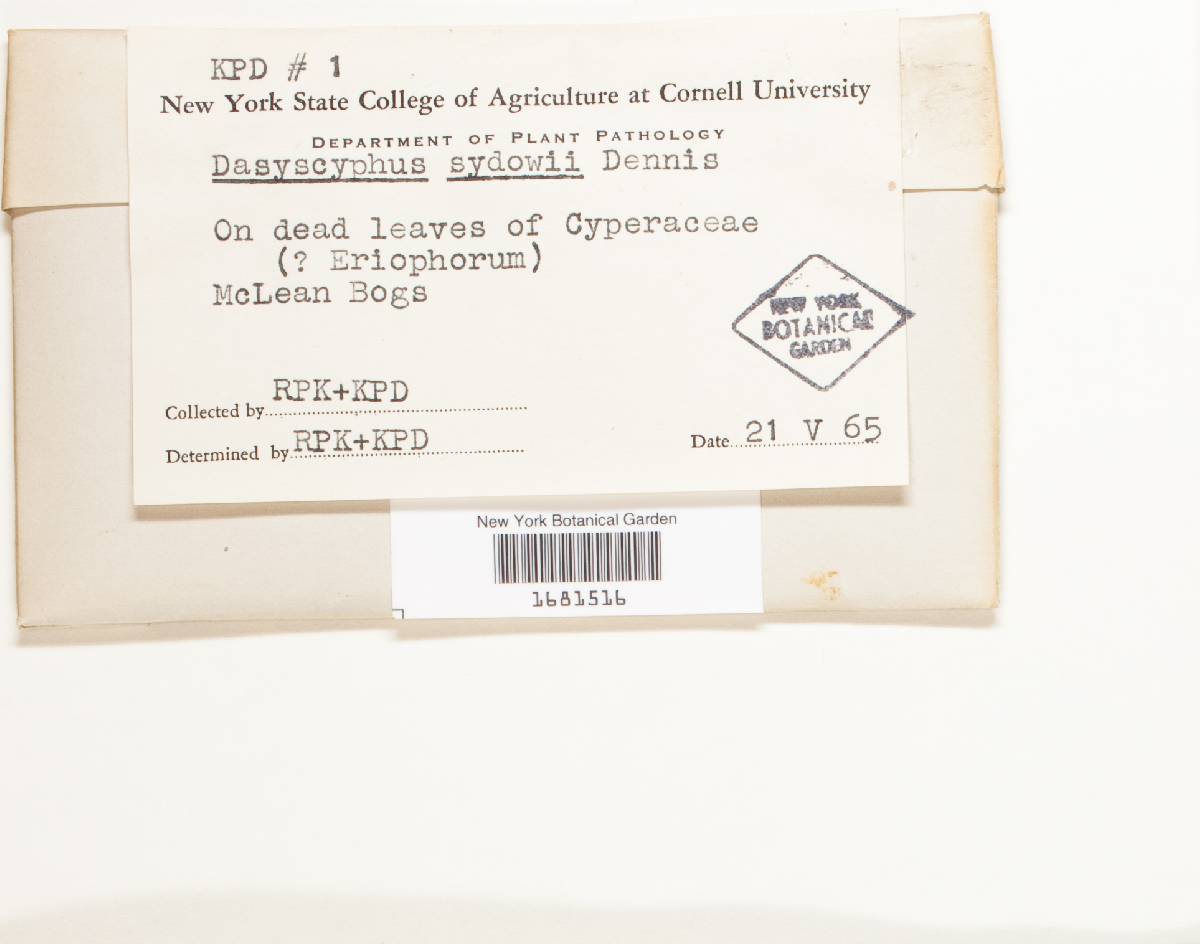 KPD # 1
New York State College of Agriculture at Cornell University
DEPARTMENT OF PLANT PATHOLOGY
Dasyscyphus sydowii Dennis
On dead leaves of Cyperaceae
(? Eriophorum)
McLean Bogs
NEW YORK
BOTANICAL
GARDEN
Collected by RPK+KPD
Determined by RPK+KPD
Date 21 V 65
New York Botanical Garden
1681516